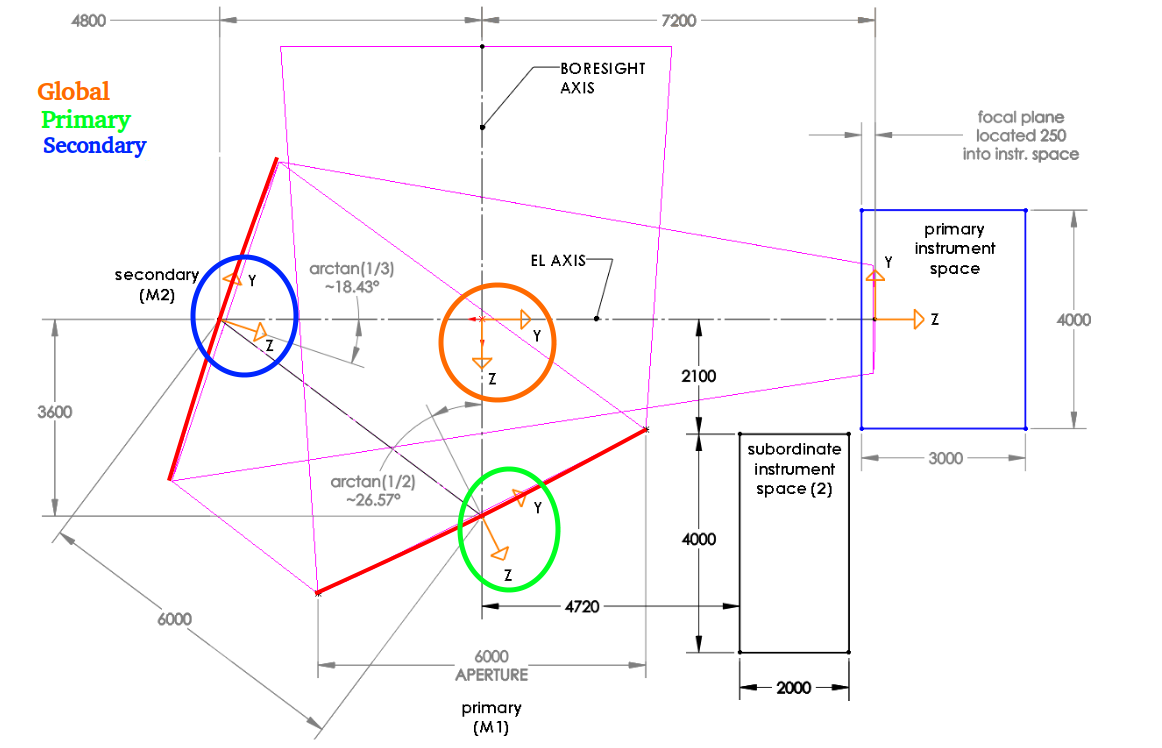 4800
7200
BORESIGHT
AXIS
Global
Primary
Secondary
focal plane
located 250
into instr. space
primary
instrument
space
secondary
(M2)
Y
Z
arctan(1/3)
~18.43°
EL AXIS
Y
Z
Y
Z
4000
2100
3600
3000
subordinate
instrument
space (2)
arctan(1/2)
~26.57°
Y
Z
4000
4720
6000
6000
APERTURE
2000
primary
(M1)